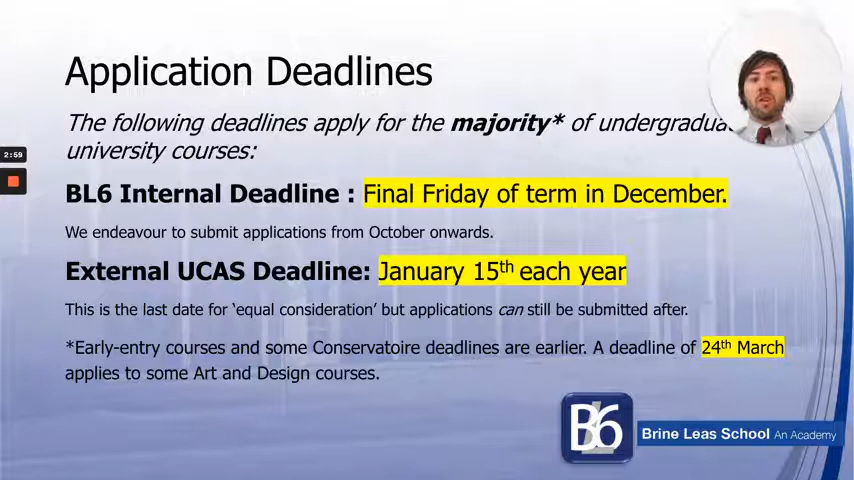 Application Deadlines
The following deadlines apply for the majority* of undergradua
university courses:
2:59
BL6 Internal Deadline : Final Friday of term in December.
We endeavour to submit applications from October onwards.
External UCAS Deadline: January 15th each year
This is the last date for ‘equal consideration’ but applications can still be submitted after.
*Early-entry courses and some Conservatoire deadlines are earlier. A deadline of 24th March
applies to some Art and Design courses.
BL6
Brine Leas School An Academy